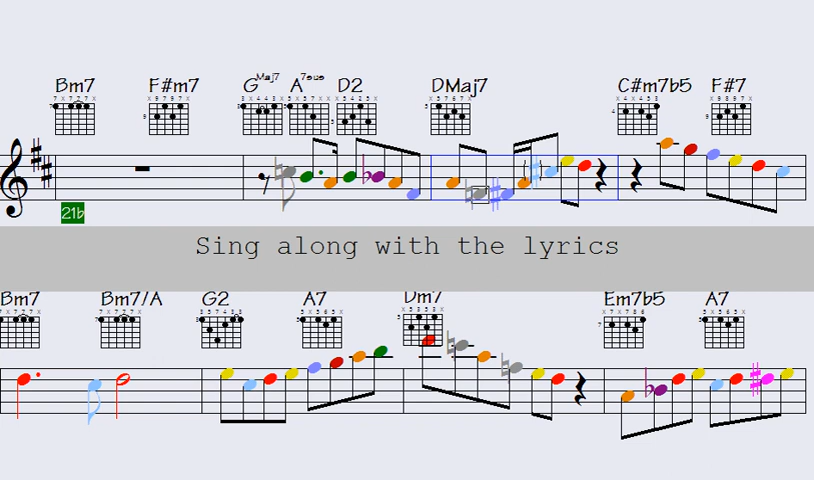 Bm7 F#m7 GMaj7 A7sus D2 DMaj7 C#m7b5 F#7
21b
Sing along with the lyrics
Bm7 Bm7/A G2 A7 Dm7 Em7b5 A7